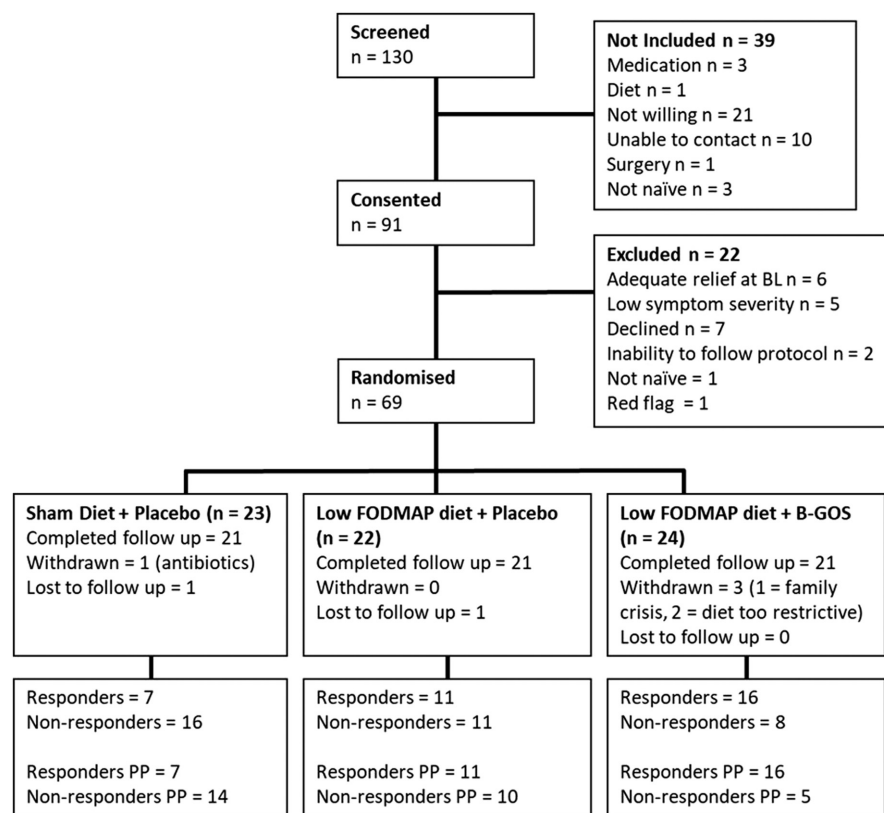 Screened
n = 130
Not Included n = 39
Medication n = 3
Diet n = 1
Not willing n = 21
Unable to contact n = 10
Surgery n = 1
Not naïve n = 3
Consented
n = 91
Excluded n = 22
Adequate relief at BL n = 6
Low symptom severity n = 5
Declined n = 7
Inability to follow protocol n = 2
Not naïve = 1
Red flag = 1
Randomised
n = 69
Sham Diet + Placebo (n = 23)
Completed follow up = 21
Withdrawn = 1 (antibiotics)
Lost to follow up = 1
Low FODMAP diet + Placebo
(n = 22)
Completed follow up = 21
Withdrawn = 0
Lost to follow up = 1
Low FODMAP diet + B-GOS
(n = 24)
Completed follow up = 21
Withdrawn = 3 (1 = family
crisis, 2 = diet too restrictive)
Lost to follow up = 0
Responders = 7
Non-responders = 16
Responders PP = 7
Non-responders PP = 14
Responders = 11
Non-responders = 11
Responders PP = 11
Non-responders PP = 10
Responders = 16
Non-responders = 8
Responders PP = 16
Non-responders PP = 5